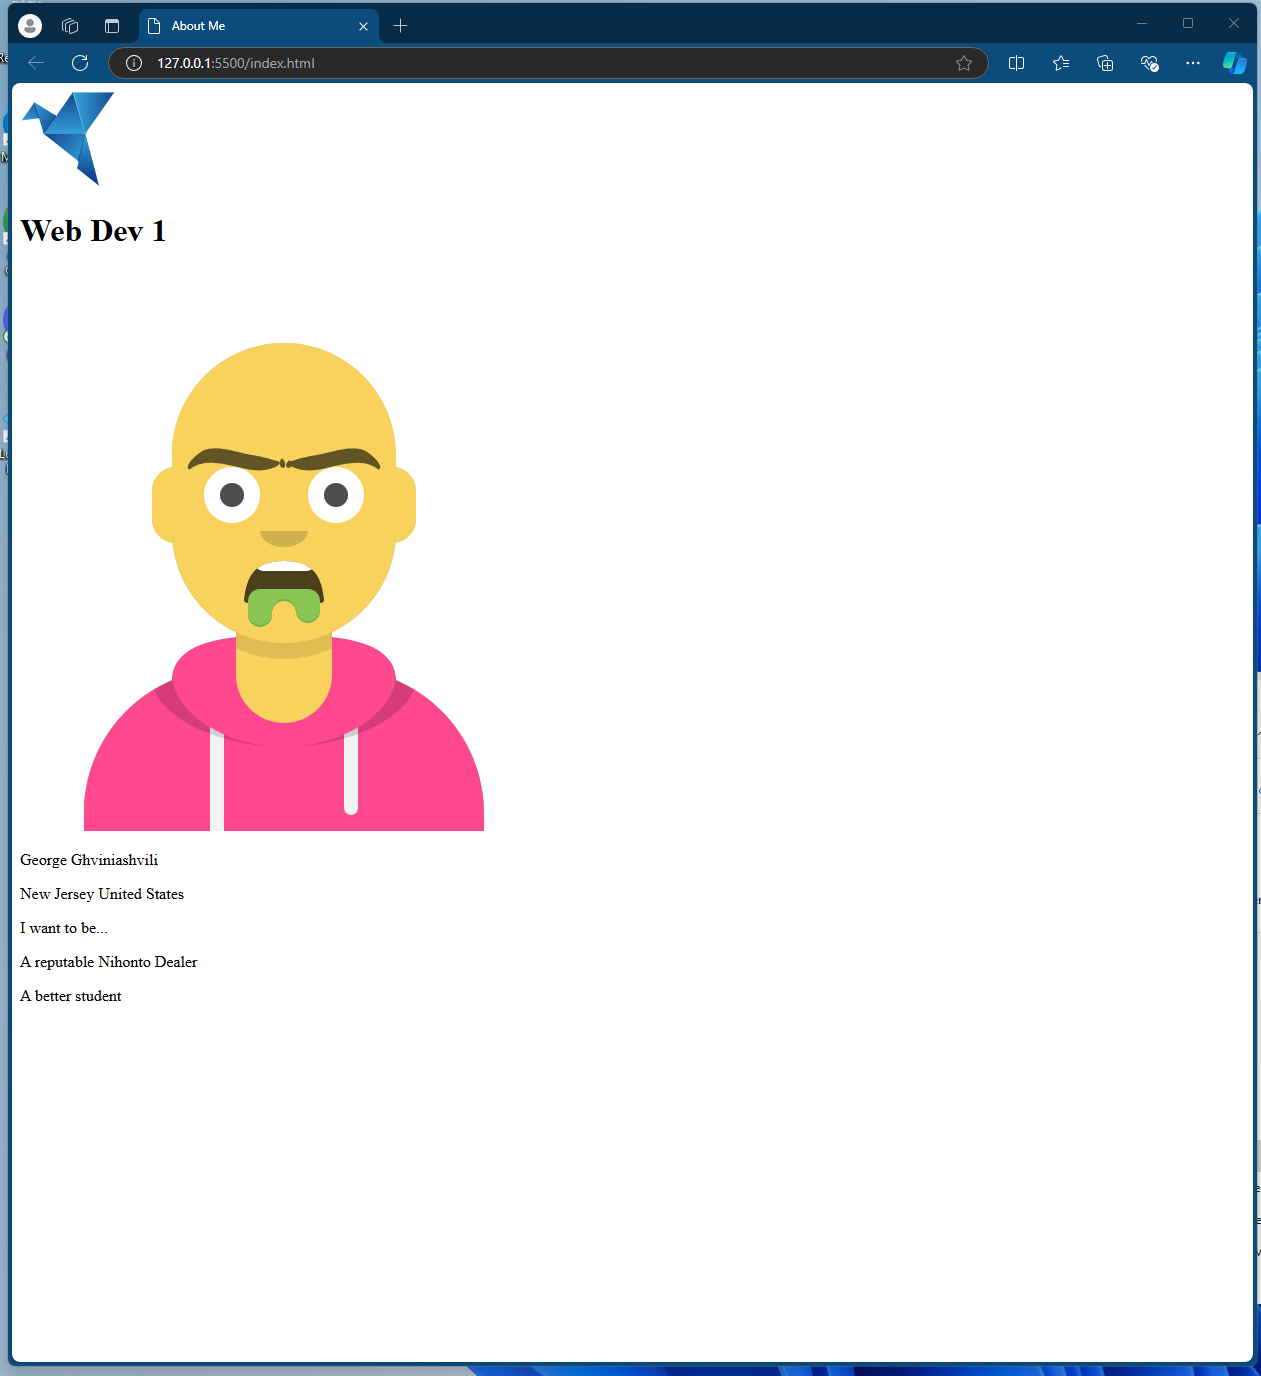 About Me
127.0.0.1:5500/index.html
Web Dev 1
George Ghviniashvili
New Jersey United States
I want to be...
A reputable Nihonto Dealer
A better student